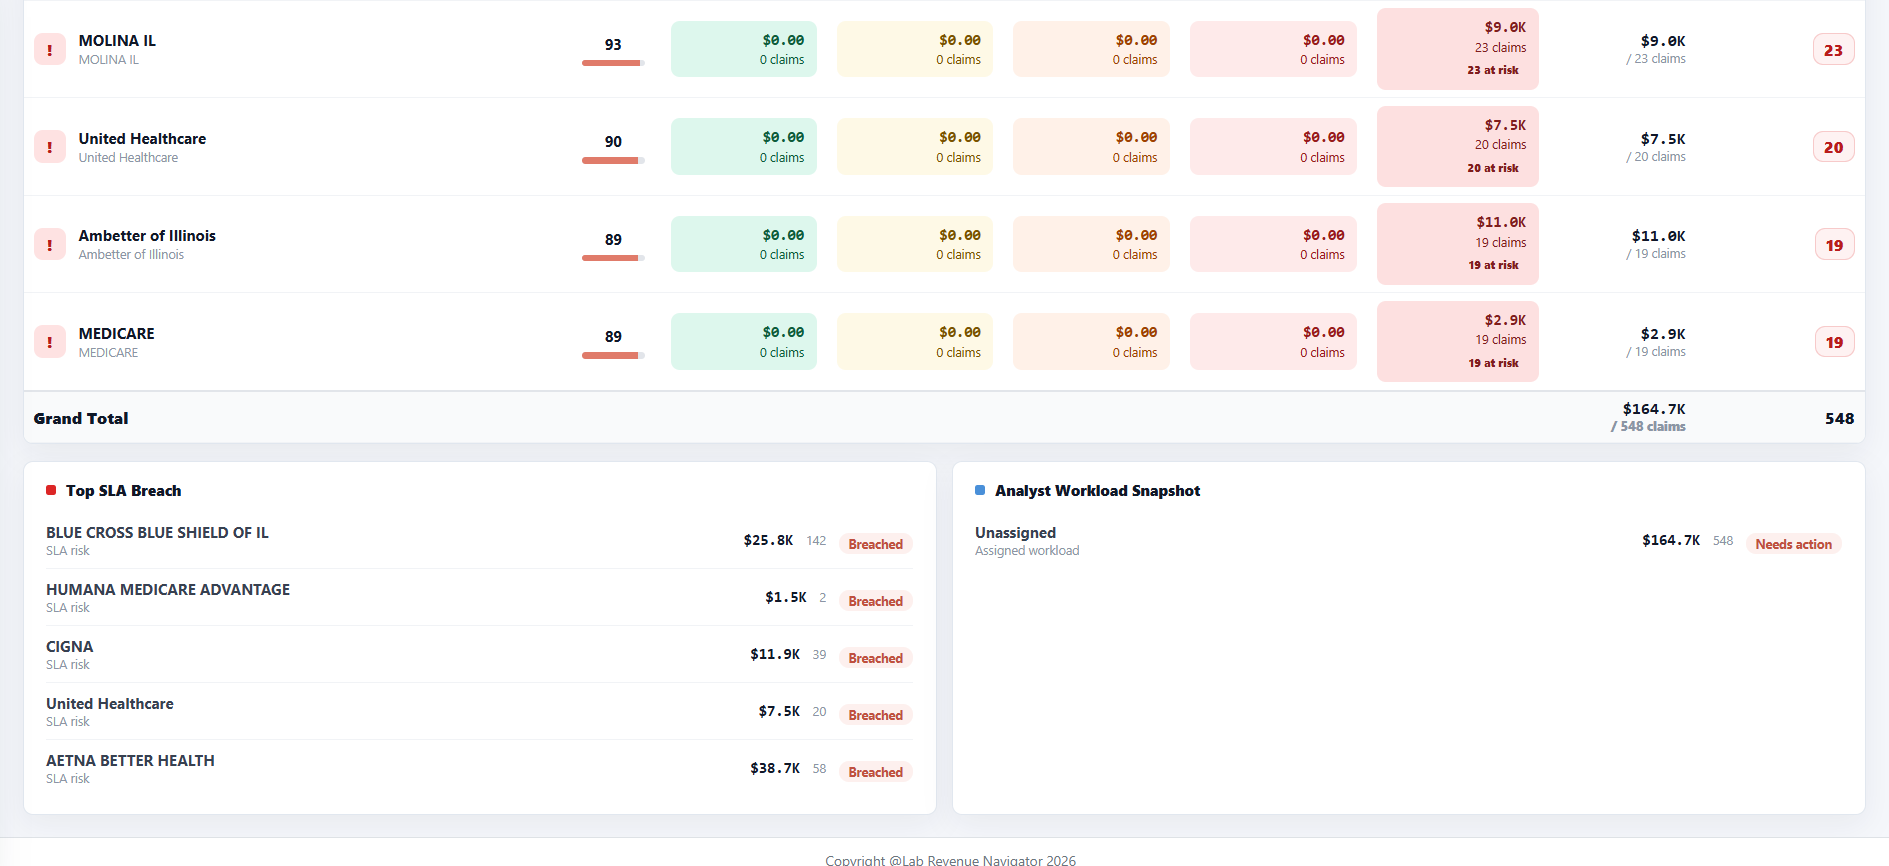 !
MOLINA IL
MOLINA IL
93
$0.00
0 claims
$0.00
0 claims
$0.00
0 claims
$0.00
0 claims
$9.0K
23 claims
23 at risk
$9.0K
/ 23 claims
23
!
United Healthcare
United Healthcare
90
$0.00
0 claims
$0.00
0 claims
$0.00
0 claims
$0.00
0 claims
$7.5K
20 claims
20 at risk
$7.5K
/ 20 claims
20
!
Ambetter of Illinois
Ambetter of Illinois
89
$0.00
0 claims
$0.00
0 claims
$0.00
0 claims
$0.00
0 claims
$11.0K
19 claims
19 at risk
$11.0K
/ 19 claims
19
!
MEDICARE
MEDICARE
89
$0.00
0 claims
$0.00
0 claims
$0.00
0 claims
$0.00
0 claims
$2.9K
19 claims
19 at risk
$2.9K
/ 19 claims
19
Grand Total
$164.7K
/ 548 claims
548
Top SLA Breach
BLUE CROSS BLUE SHIELD OF IL
SLA risk
$25.8K 142 Breached
HUMANA MEDICARE ADVANTAGE
SLA risk
$1.5K 2 Breached
CIGNA
SLA risk
$11.9K 39 Breached
United Healthcare
SLA risk
$7.5K 20 Breached
AETNA BETTER HEALTH
SLA risk
$38.7K 58 Breached
Analyst Workload Snapshot
Unassigned
Assigned workload
$164.7K 548 Needs action
Copyright @Lab Revenue Navigator 2026